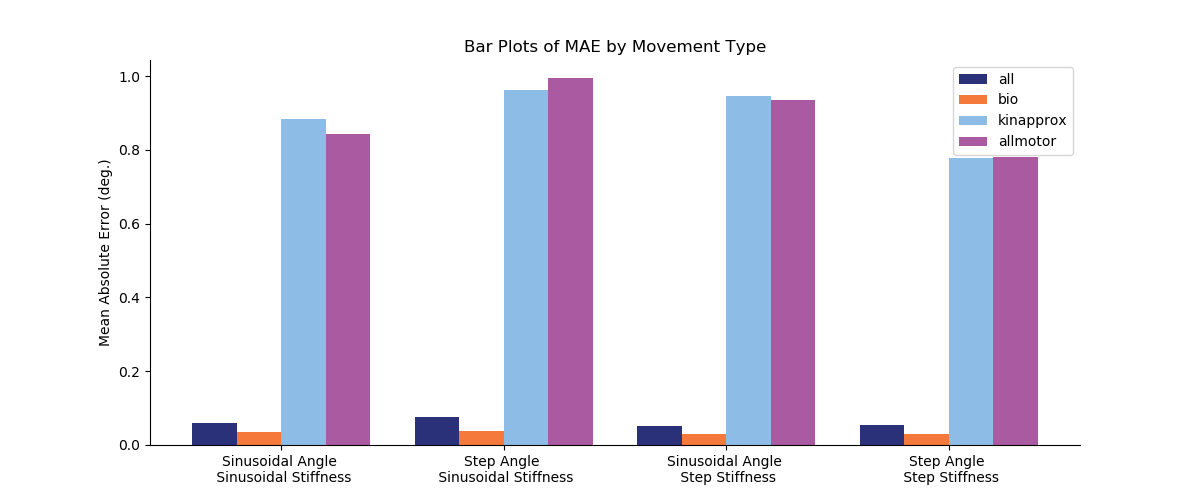 Bar Plots of MAE by Movement Type
Mean Absolute Error (deg.)
1.0
0.8
0.6
0.4
0.2
0.0
all
bio
kinapprox
allmotor
Sinusoidal Angle
Sinusoidal Stiffness
Step Angle
Sinusoidal Stiffness
Sinusoidal Angle
Step Stiffness
Step Angle
Step Stiffness